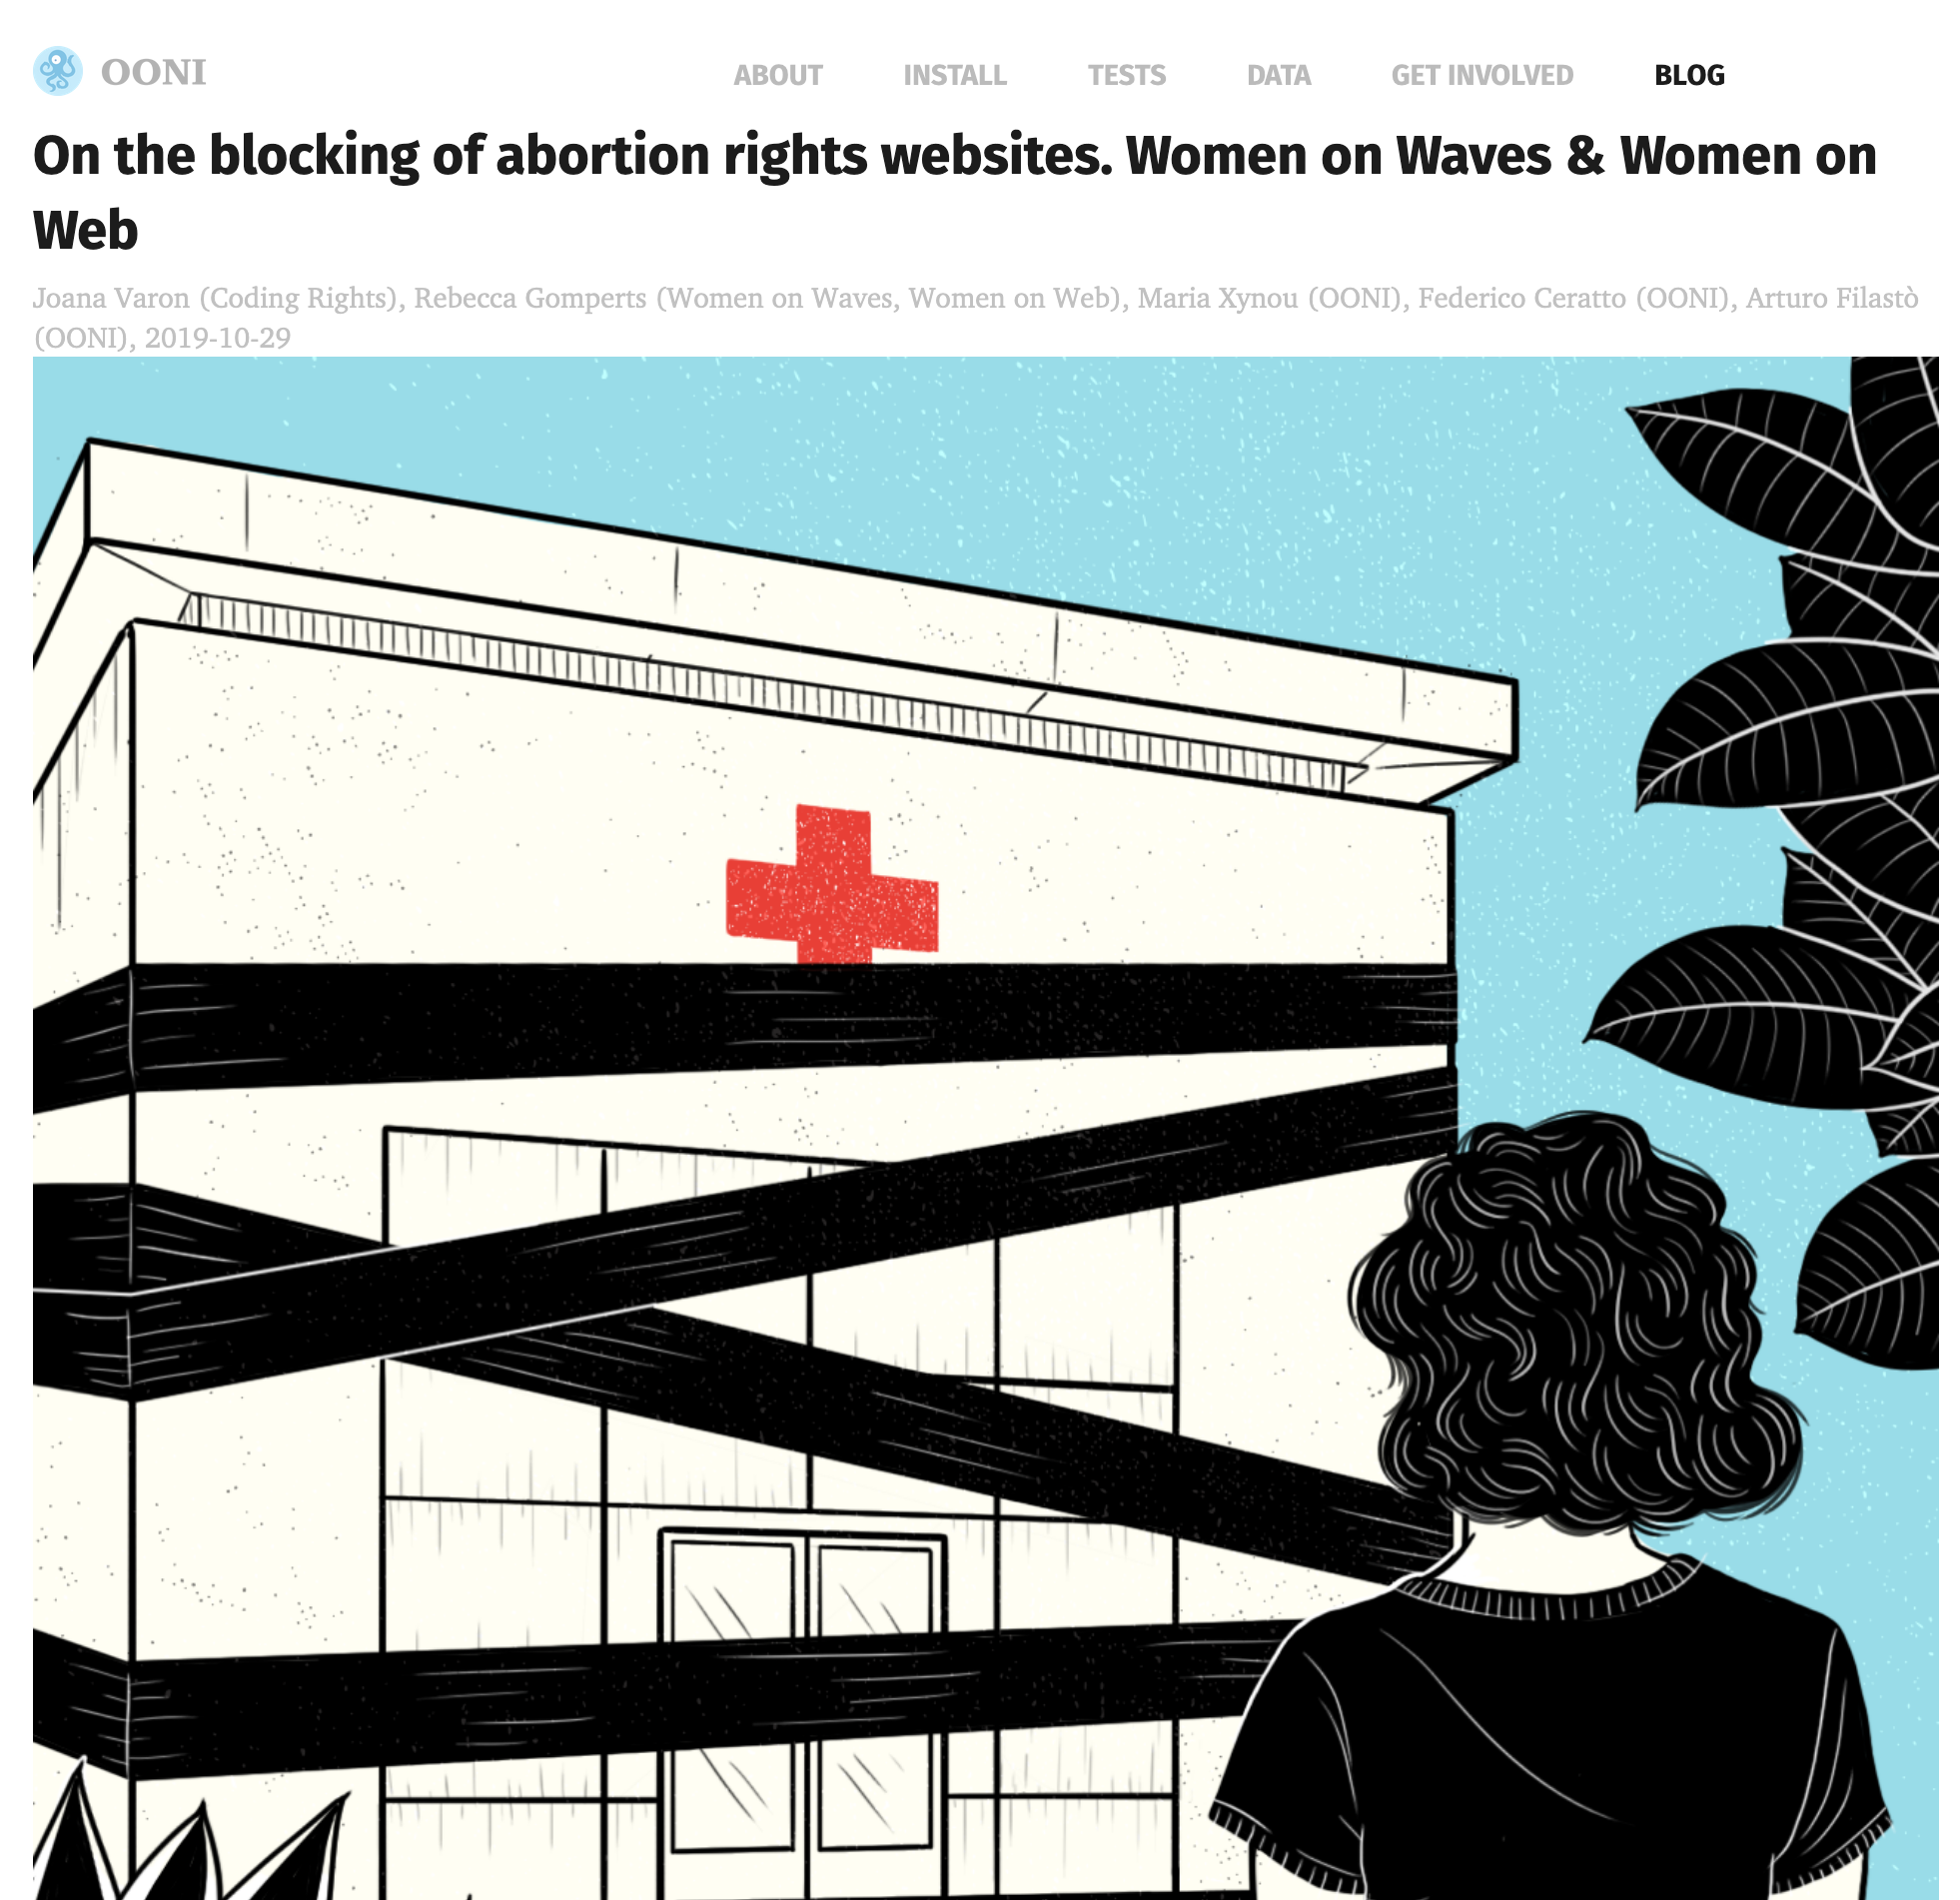 OONI
ABOUT INSTALL TESTS DATA GET INVOLVED BLOG
On the blocking of abortion rights websites. Women on Waves & Women on
Web
Joana Varon (Coding Rights), Rebecca Gomperts (Women on Waves, Women on Web), Maria Xynou (OONI), Federico Ceratto (OONI), Arturo Filastò
(OONI), 2019-10-29